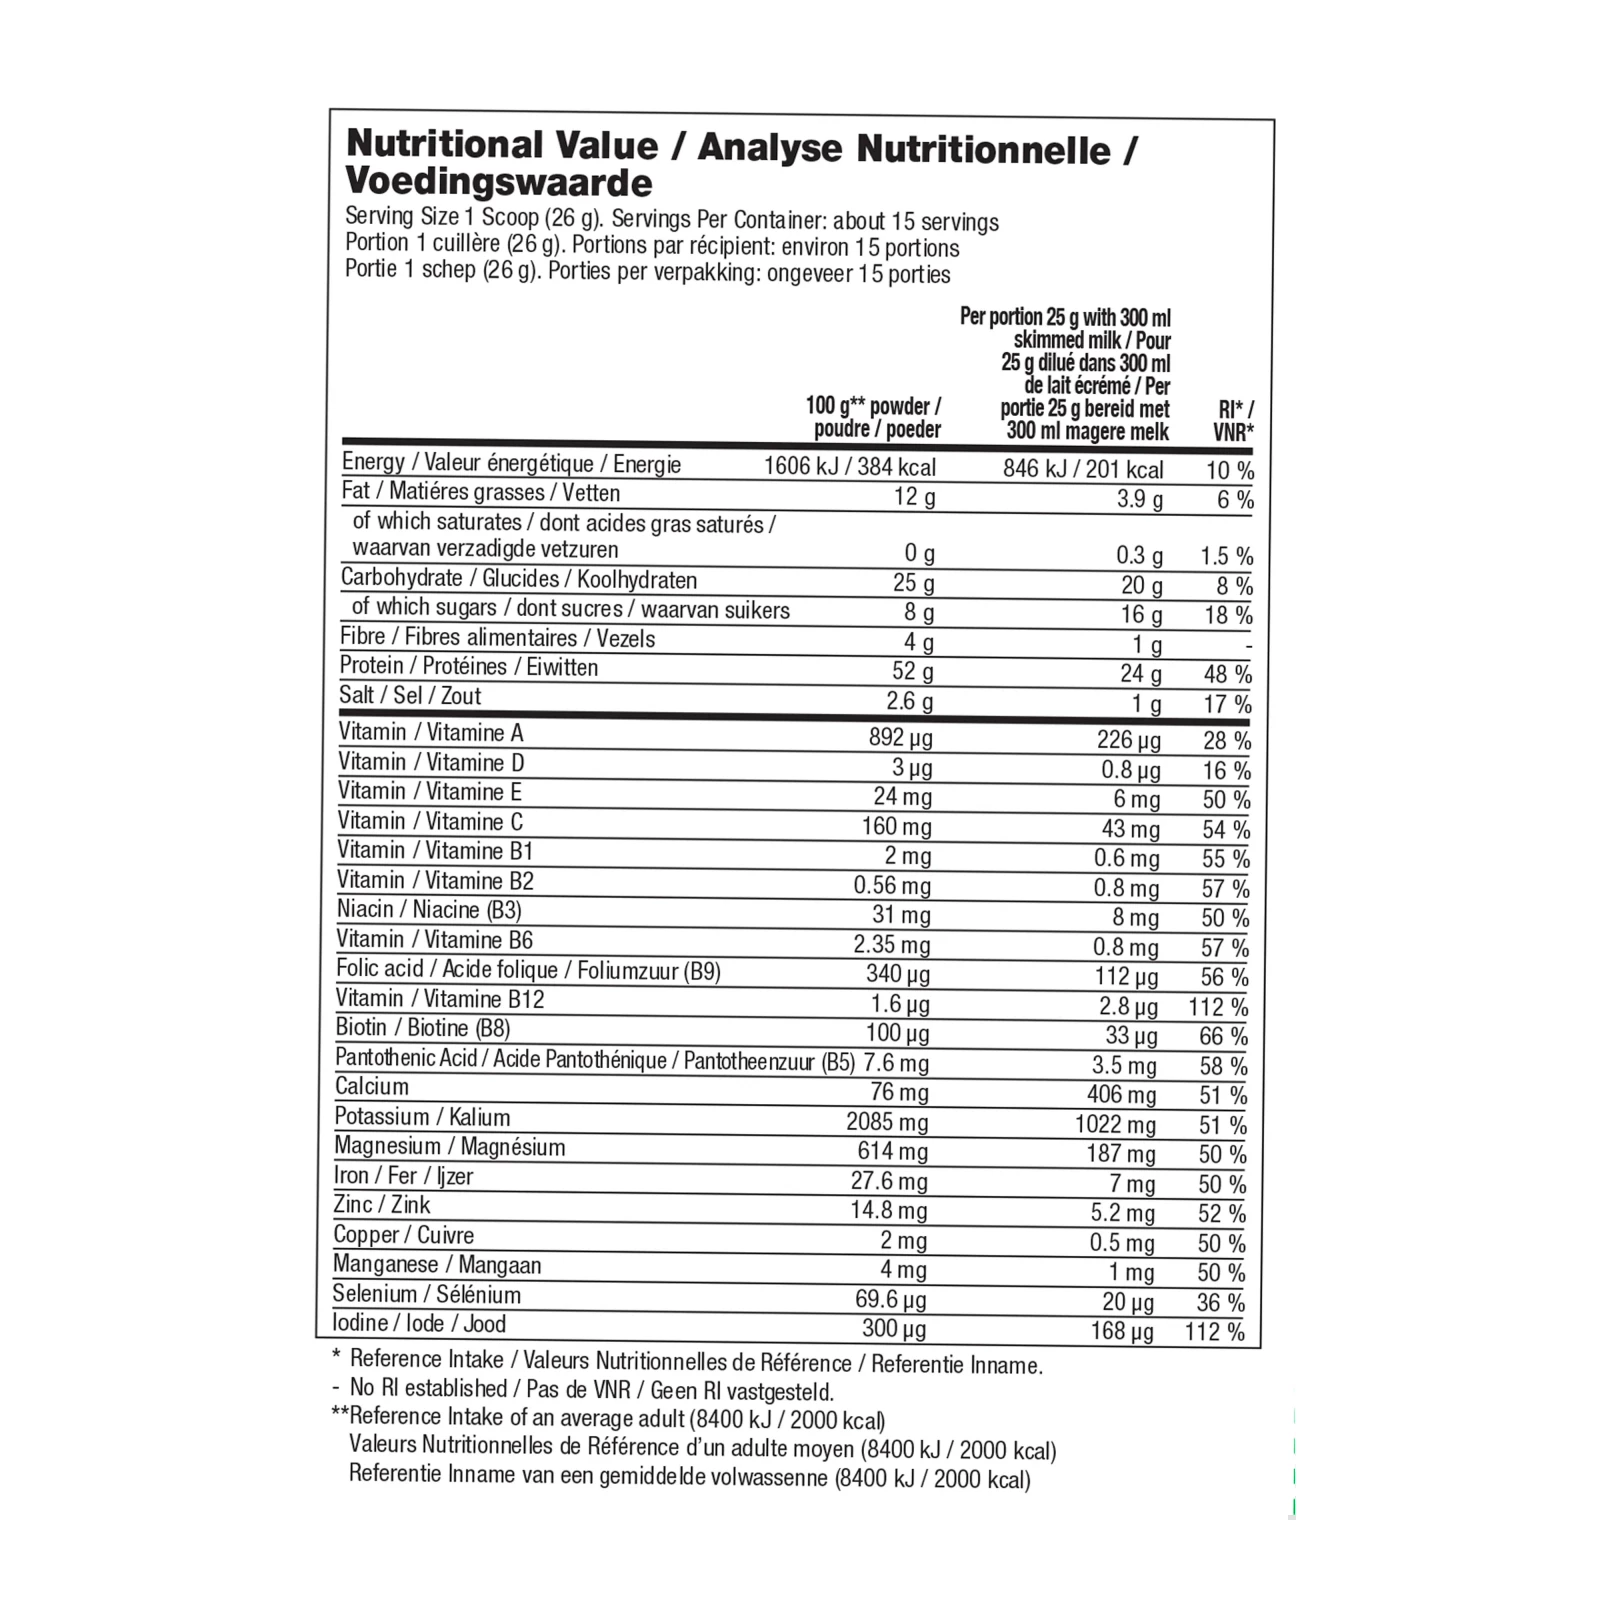 Nutritional Value / Analyse Nutritionnelle /
Voedingswaarde
Serving Size 1 Scoop (26 g). Servings Per Container: about 15 servings
Portion 1 cuillère (26 g). Portions par récipient: environ 15 portions
Portie 1 schep (26 g). Porties per verpakking: ongeveer 15 porties
100 g** powder /
poudre / poeder
Per portion 25 g with 300 ml
skimmed milk / Pour
25 g dilué dans 300 ml
de lait écrémé / Per
portie 25 g bereid met
300 ml magere melk
RI* /
VNR*
Energy / Valeur énergétique / Energie 1606 kJ / 384 kcal 846 kJ / 201 kcal 10 %
Fat / Matiéres grasses / Vetten 12 g 3.9 g 6 %
of which saturates / dont acides gras saturés /
waarvan verzadigde vetzuren 0 g 0.3 g 1.5 %
Carbohydrate / Glucides / Koolhydraten 25 g 20 g 8 %
of which sugars / dont sucres / waarvan suikers 8 g 16 g 18 %
Fibre / Fibres alimentaires / Vezels 4 g 1 g -
Protein / Protéines / Eiwitten 52 g 24 g 48 %
Salt / Sel / Zout 2.6 g 1 g 17 %
Vitamin / Vitamine A 892 µg 226 µg 28 %
Vitamin / Vitamine D 3 µg 0.8 µg 16 %
Vitamin / Vitamine E 24 mg 6 mg 50 %
Vitamin / Vitamine C 160 mg 43 mg 54 %
Vitamin / Vitamine B1 2 mg 0.6 mg 55 %
Vitamin / Vitamine B2 0.56 mg 0.8 mg 57 %
Niacin / Niacine (B3) 31 mg 8 mg 50 %
Vitamin / Vitamine B6 2.35 mg 0.8 mg 57 %
Folic acid / Acide folique / Foliumzuur (B9) 340 µg 112 µg 56 %
Vitamin / Vitamine B12 1.6 µg 2.8 µg 112 %
Biotin / Biotine (B8) 100 µg 33 µg 66 %
Pantothenic Acid / Acide Pantothénique / Pantotheenzuur (B5) 7.6 mg 3.5 mg 58 %
Calcium 76 mg 406 mg 51 %
Potassium / Kalium 2085 mg 1022 mg 51 %
Magnesium / Magnésium 614 mg 187 mg 50 %
Iron / Fer / Ijzer 27.6 mg 7 mg 50 %
Zinc / Zink 14.8 mg 5.2 mg 52 %
Copper / Cuivre 2 mg 0.5 mg 50 %
Manganese / Mangaan 4 mg 1 mg 50 %
Selenium / Sélénium 69.6 µg 20 µg 36 %
Iodine / Iode / Jood 300 µg 168 µg 112 %
* Reference Intake / Valeurs Nutritionnelles de Référence / Referentie Inname.
- No RI established / Pas de VNR / Geen RI vastgesteld.
**Reference Intake of an average adult (8400 kJ / 2000 kcal)
Valeurs Nutritionnelles de Référence d'un adulte moyen (8400 kJ / 2000 kcal)
Referentie Inname van een gemiddelde volwassenne (8400 kJ / 2000 kcal)